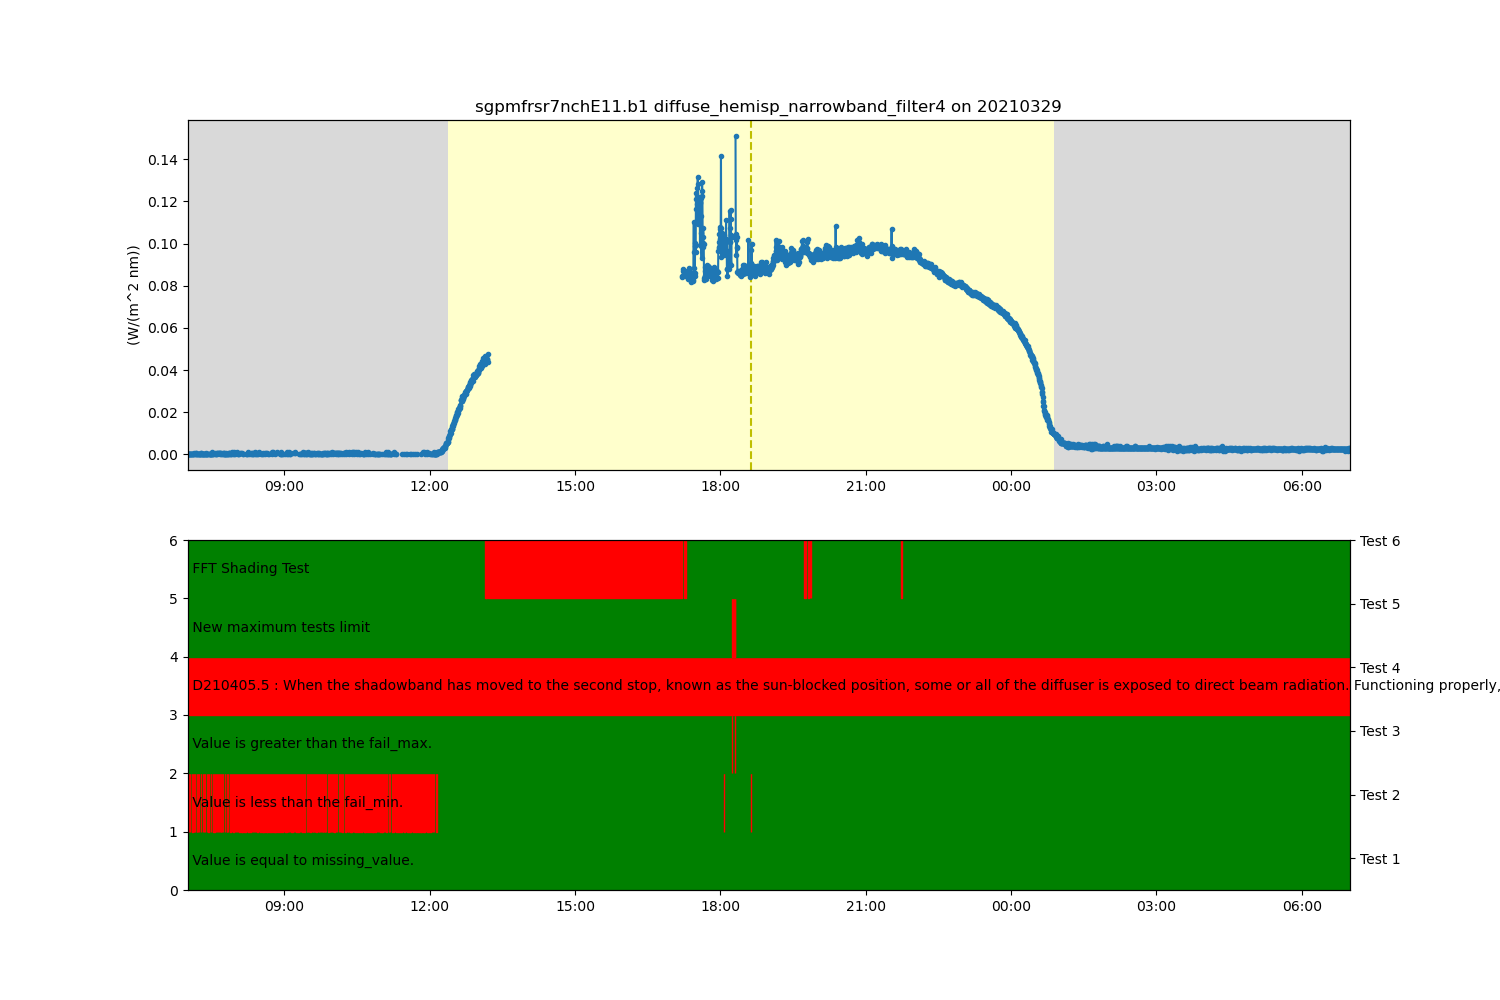 sgpmfrsr7nchE11.b1 diffuse_hemisp_narrowband_filter4 on 20210329
(W/(m^2 nm))
0.14
0.12
0.10
0.08
0.06
0.04
0.02
0.00
09:00 12:00 15:00 18:00 21:00 00:00 03:00 06:00
6 Test 6
FFT Shading Test
5 Test 5
New maximum tests limit
4 Test 4
D210405.5 : When the shadowband has moved to the second stop, known as the sun-blocked position, some or all of the diffuser is exposed to direct beam radiation. Functioning properly,
3 Test 3
Value is greater than the fail_max.
2 Test 2
Value is less than the fail_min.
1 Test 1
Value is equal to missing_value.
0
09:00 12:00 15:00 18:00 21:00 00:00 03:00 06:00